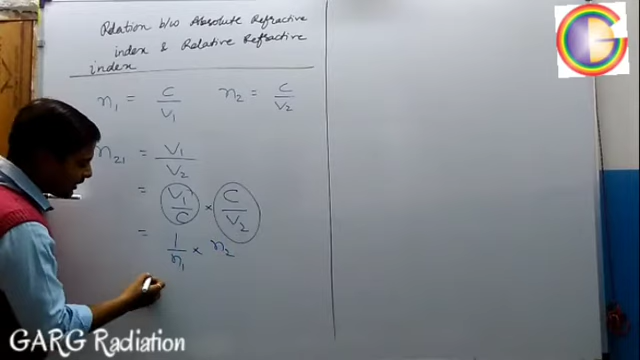 Relation b/w Absolute Refractive
index & Relative Refractive
index
n₁ = C/V₁ n₂ = C/V₂
n₂₁ = V₁/V₂
= V₁/C × C/V₂
= 1/n₁ × n₂
GARG Radiation